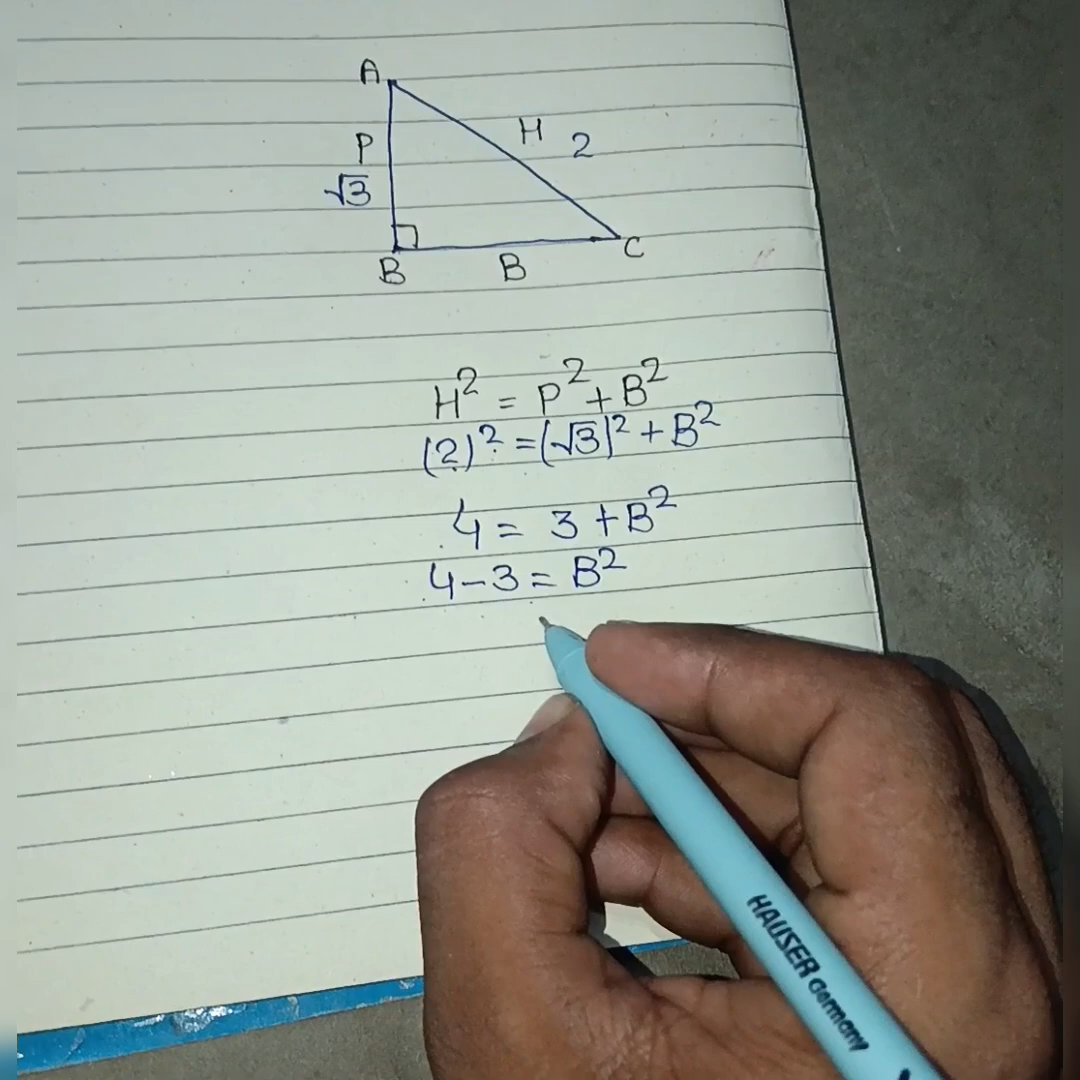 A
H 2
P
√3
B B C
H² = P² + B²
(2)² = (√3)² + B²
4 = 3 + B²
4 - 3 = B²
HAUSER Germany